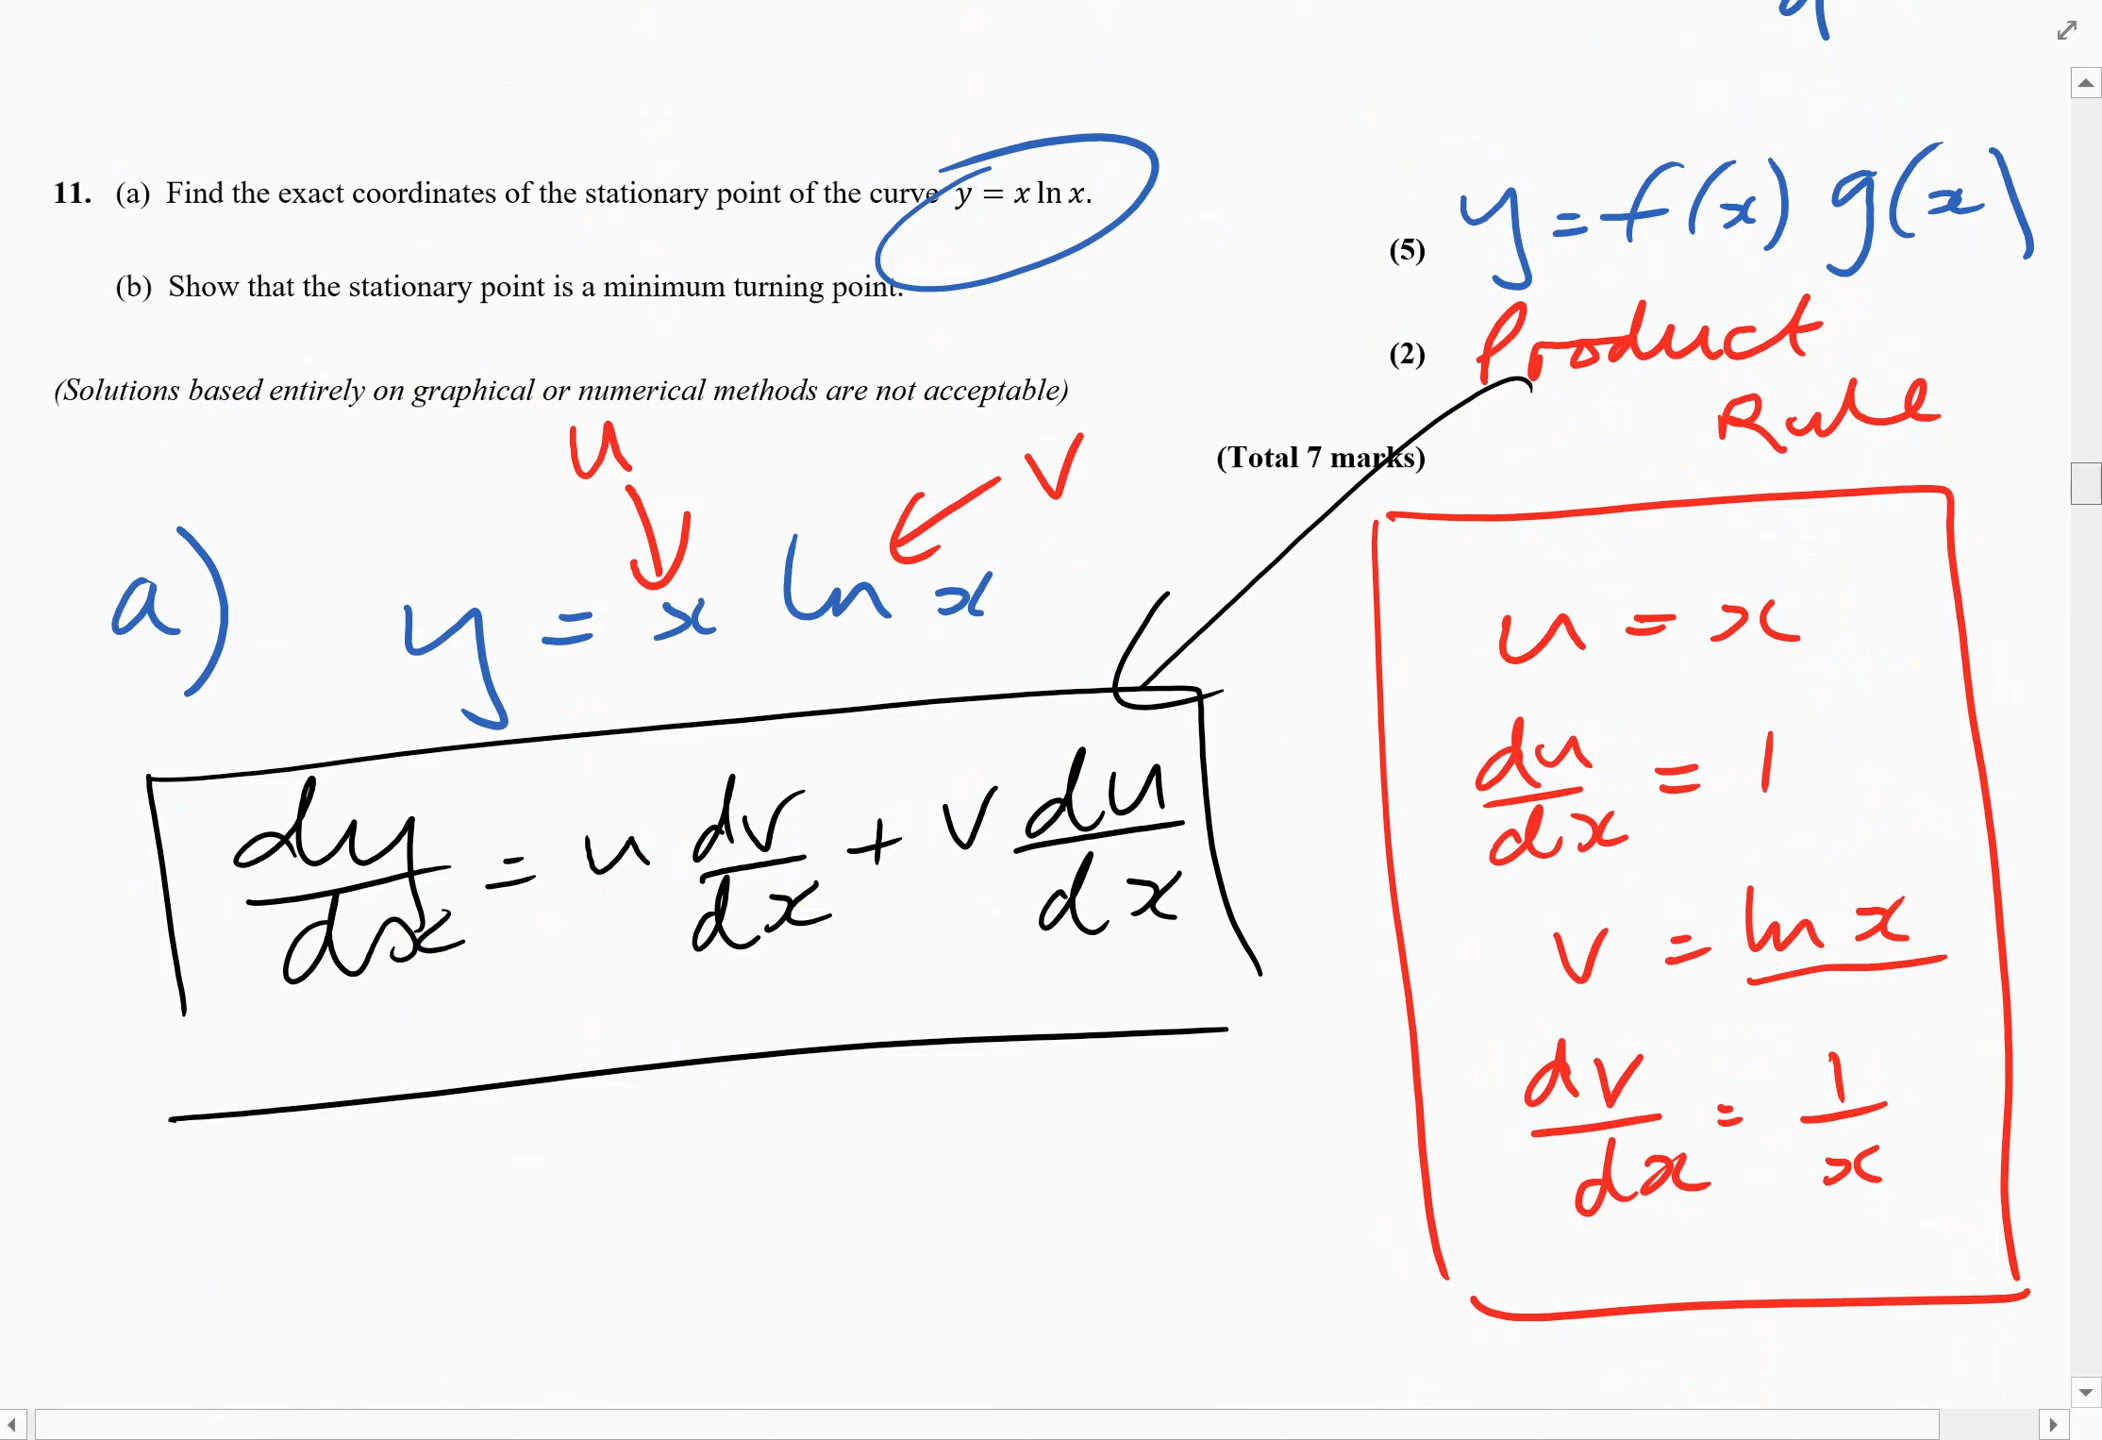 11. (a) Find the exact coordinates of the stationary point of the curve y = x ln x.
(5)
(b) Show that the stationary point is a minimum turning point.
(2)
(Solutions based entirely on graphical or numerical methods are not acceptable)
(Total 7 marks)
y = f(x) g(x)
Product
Rule
u
v
a) y = x ln x
dy/dx = u dv/dx + v du/dx
u = x
du/dx = 1
v = ln x
dv/dx = 1/x